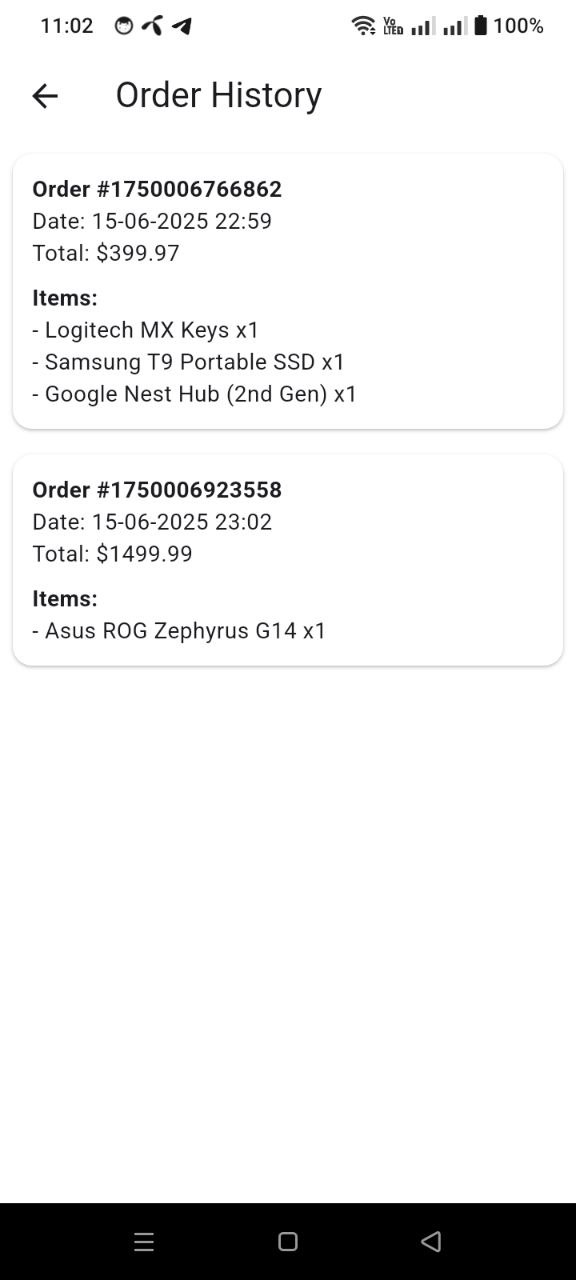 11:02
Vo LTED
100%
Order History
Order #1750006766862
Date: 15-06-2025 22:59
Total: $399.97
Items:
- Logitech MX Keys x1
- Samsung T9 Portable SSD x1
- Google Nest Hub (2nd Gen) x1
Order #1750006923558
Date: 15-06-2025 23:02
Total: $1499.99
Items:
- Asus ROG Zephyrus G14 x1